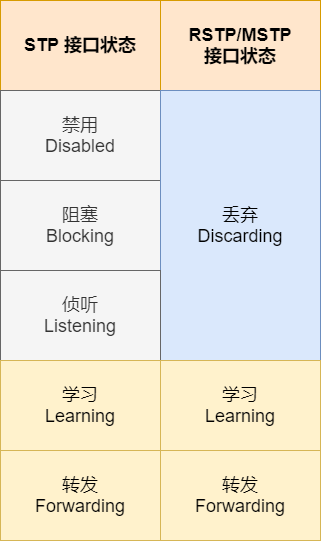 STP 接口状态
RSTP/MSTP
接口状态
禁用
Disabled
阻塞
Blocking
侦听
Listening
丢弃
Discarding
学习
Learning
学习
Learning
转发
Forwarding
转发
Forwarding